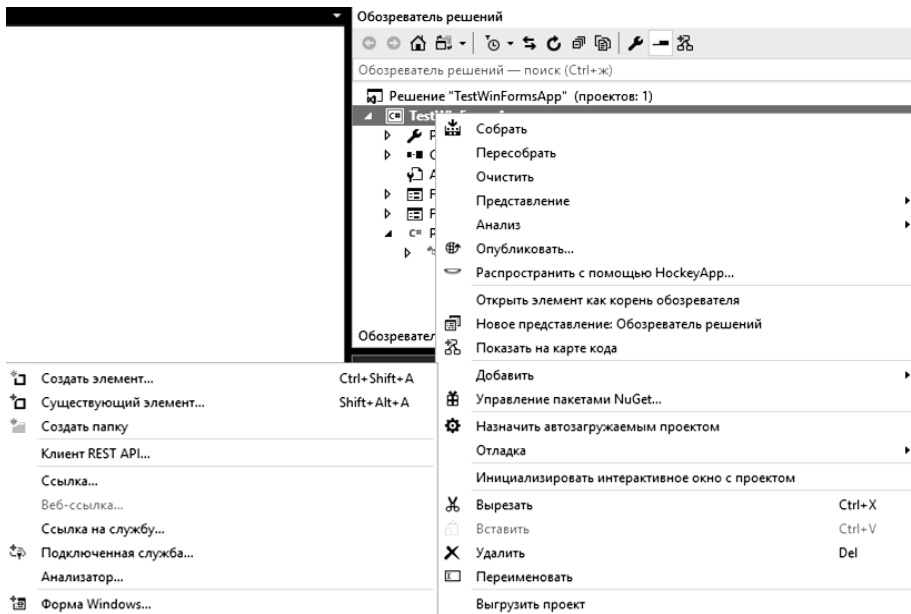 Обозреватель решений
Обозреватель решений — поиск (Ctrl+ж)
Решение "TestWinFormsApp" (проектов: 1)
Собрать
Пересобрать
Очистить
Представление
Анализ
Опубликовать...
Распространить с помощью HockeyApp...
Открыть элемент как корень обозревателя
Новое представление: Обозреватель решений
Показать на карте кода
Добавить
Управление пакетами NuGet...
Назначить автозагружаемым проектом
Отладка
Инициализировать интерактивное окно с проектом
Вырезать Ctrl+X
Вставить Ctrl+V
Удалить Del
Переименовать
Выгрузить проект
Создать элемент... Ctrl+Shift+A
Существующий элемент... Shift+Alt+A
Создать папку
Клиент REST API...
Ссылка...
Веб-ссылка...
Ссылка на службу...
Подключенная служба...
Анализатор...
Форма Windows...